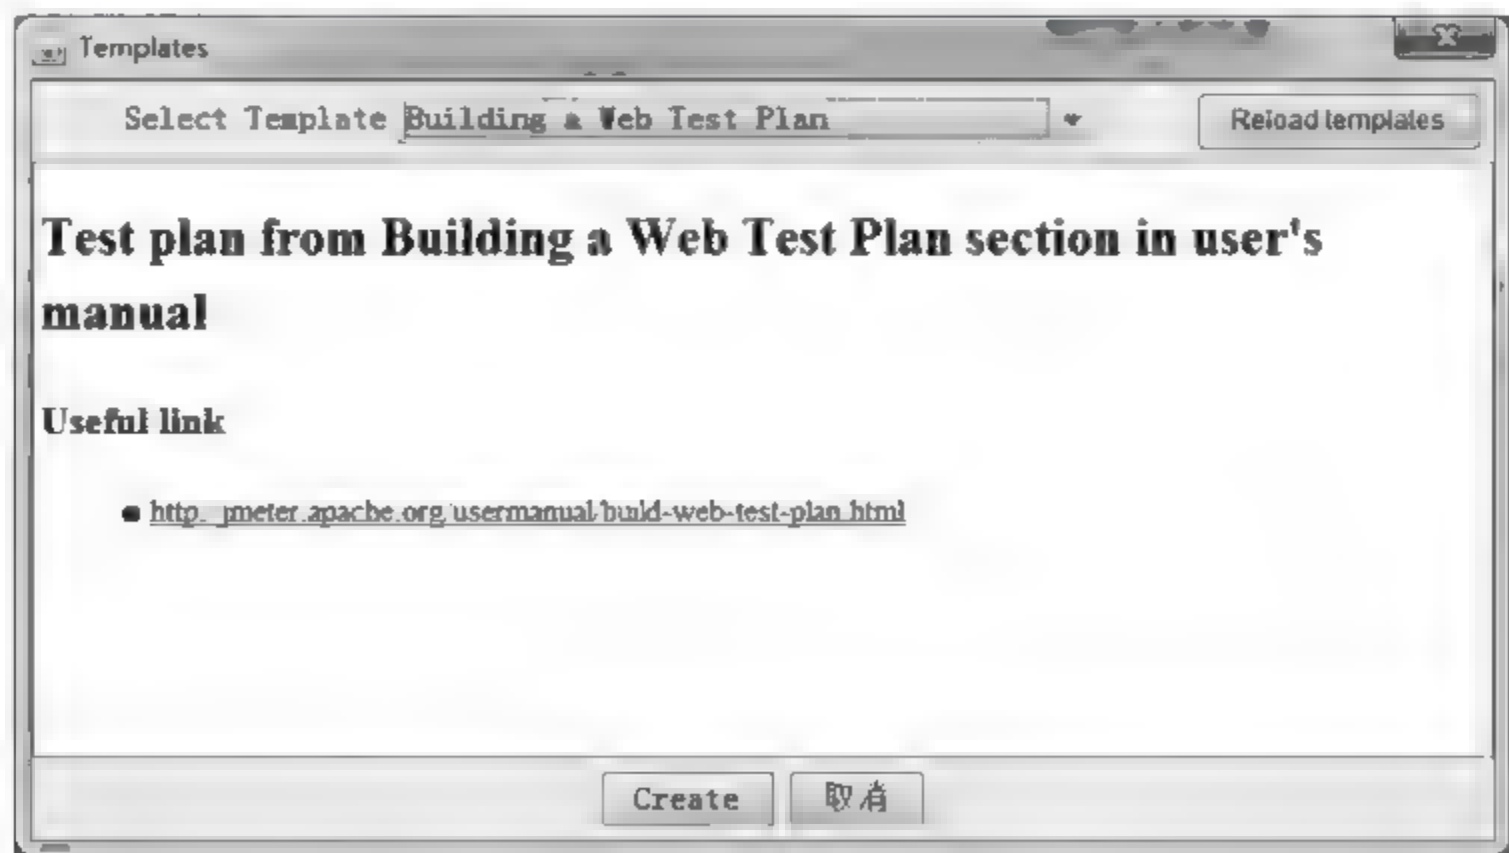 Templates
Select Template Building a Web Test Plan Reload templates
Test plan from Building a Web Test Plan section in user's
manual
Useful link
http://jmeter.apache.org/usermanual/build-web-test-plan.html
Create 取消